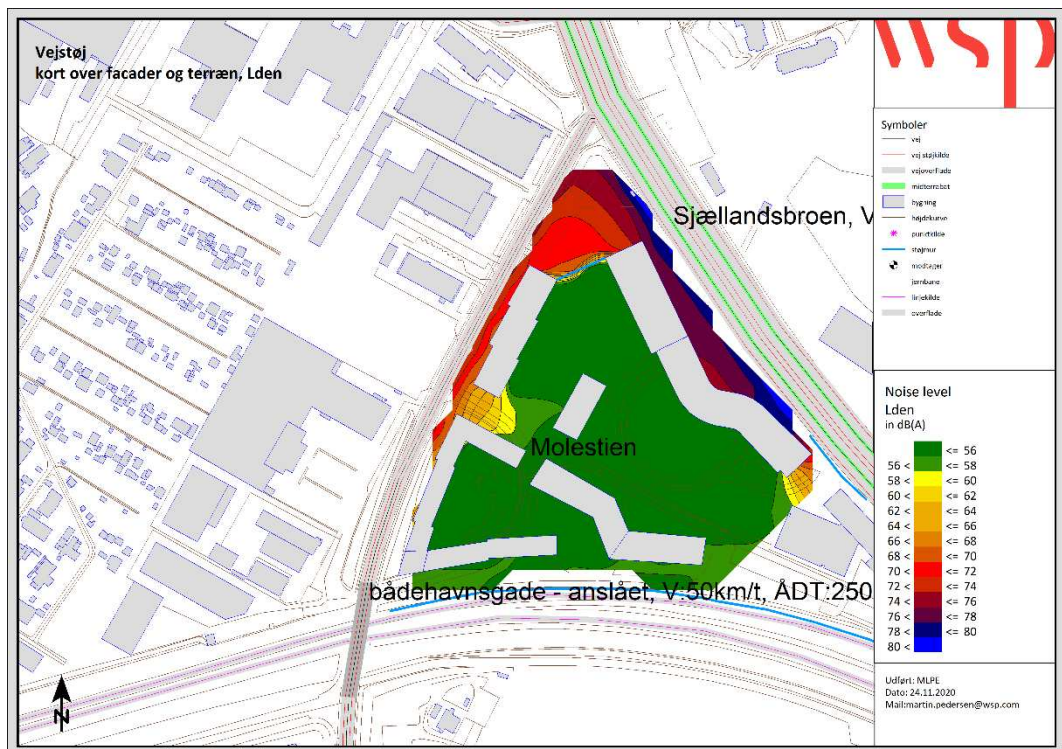 Vejstøj
kort over facader og terræn, Lden
wsp
Sjællandsbroen, V
Molestien
bådehavnsgade - anslået, V:50km/t, ÅDT:250
N
Symboler
vej
vej støjkilde
vejoverflade
midterrabat
bygning
højdekurve
punktkilde
støjmur
modtager
jernbane
linjekilde
overflade
Noise level
Lden
in dB(A)
<= 56
56 < <= 58
58 < <= 60
60 < <= 62
62 < <= 64
64 < <= 66
66 < <= 68
68 < <= 70
70 < <= 72
72 < <= 74
74 < <= 76
76 < <= 78
78 < <= 80
80 <
Udført: MLPE
Dato: 24.11.2020
Mail:martin.pedersen@wsp.com